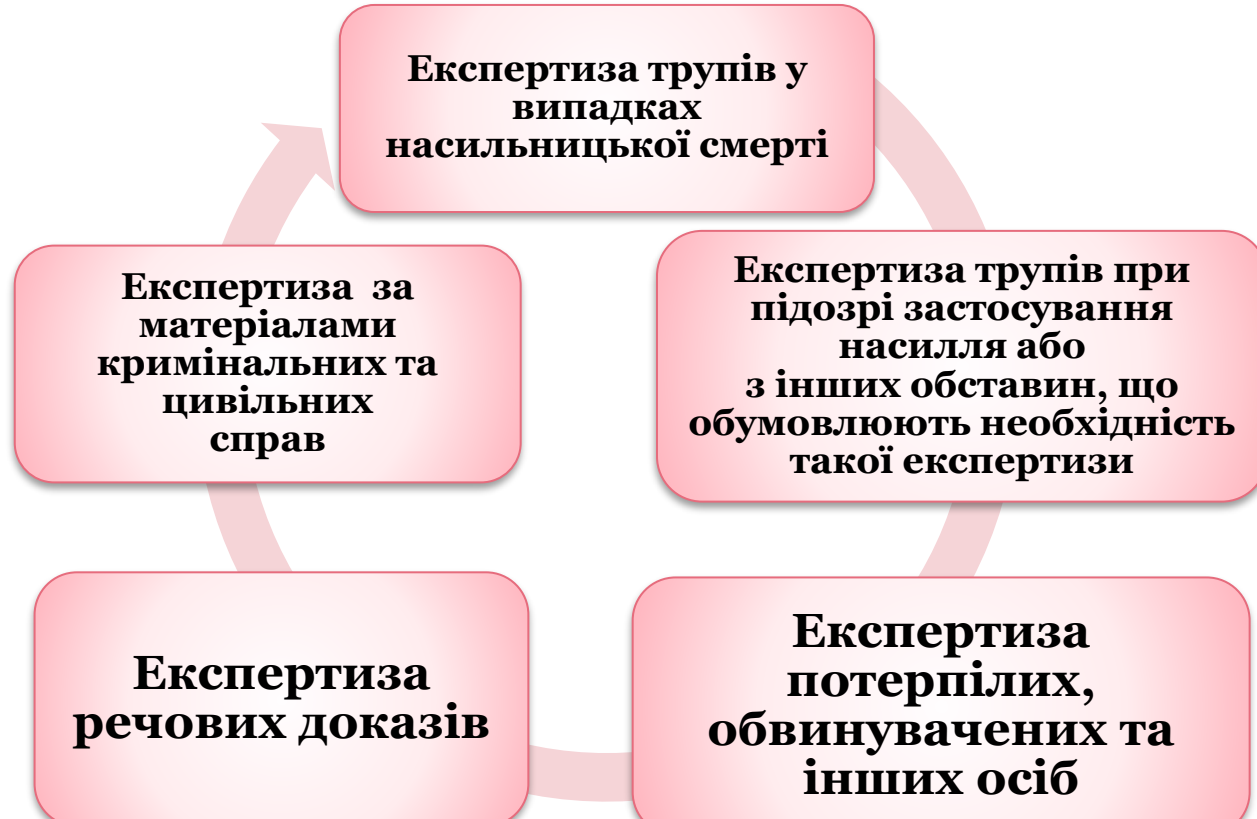 Експертиза трупів у
випадках
насильницької смерті
Експертиза трупів при
підозрі застосування
насилля або
з інших обставин, що
обумовлюють необхідність
такої експертизи
Експертиза
потерпілих,
обвинувачених та
інших осіб
Експертиза
речових доказів
Експертиза за
матеріалами
кримінальних та
цивільних
справ